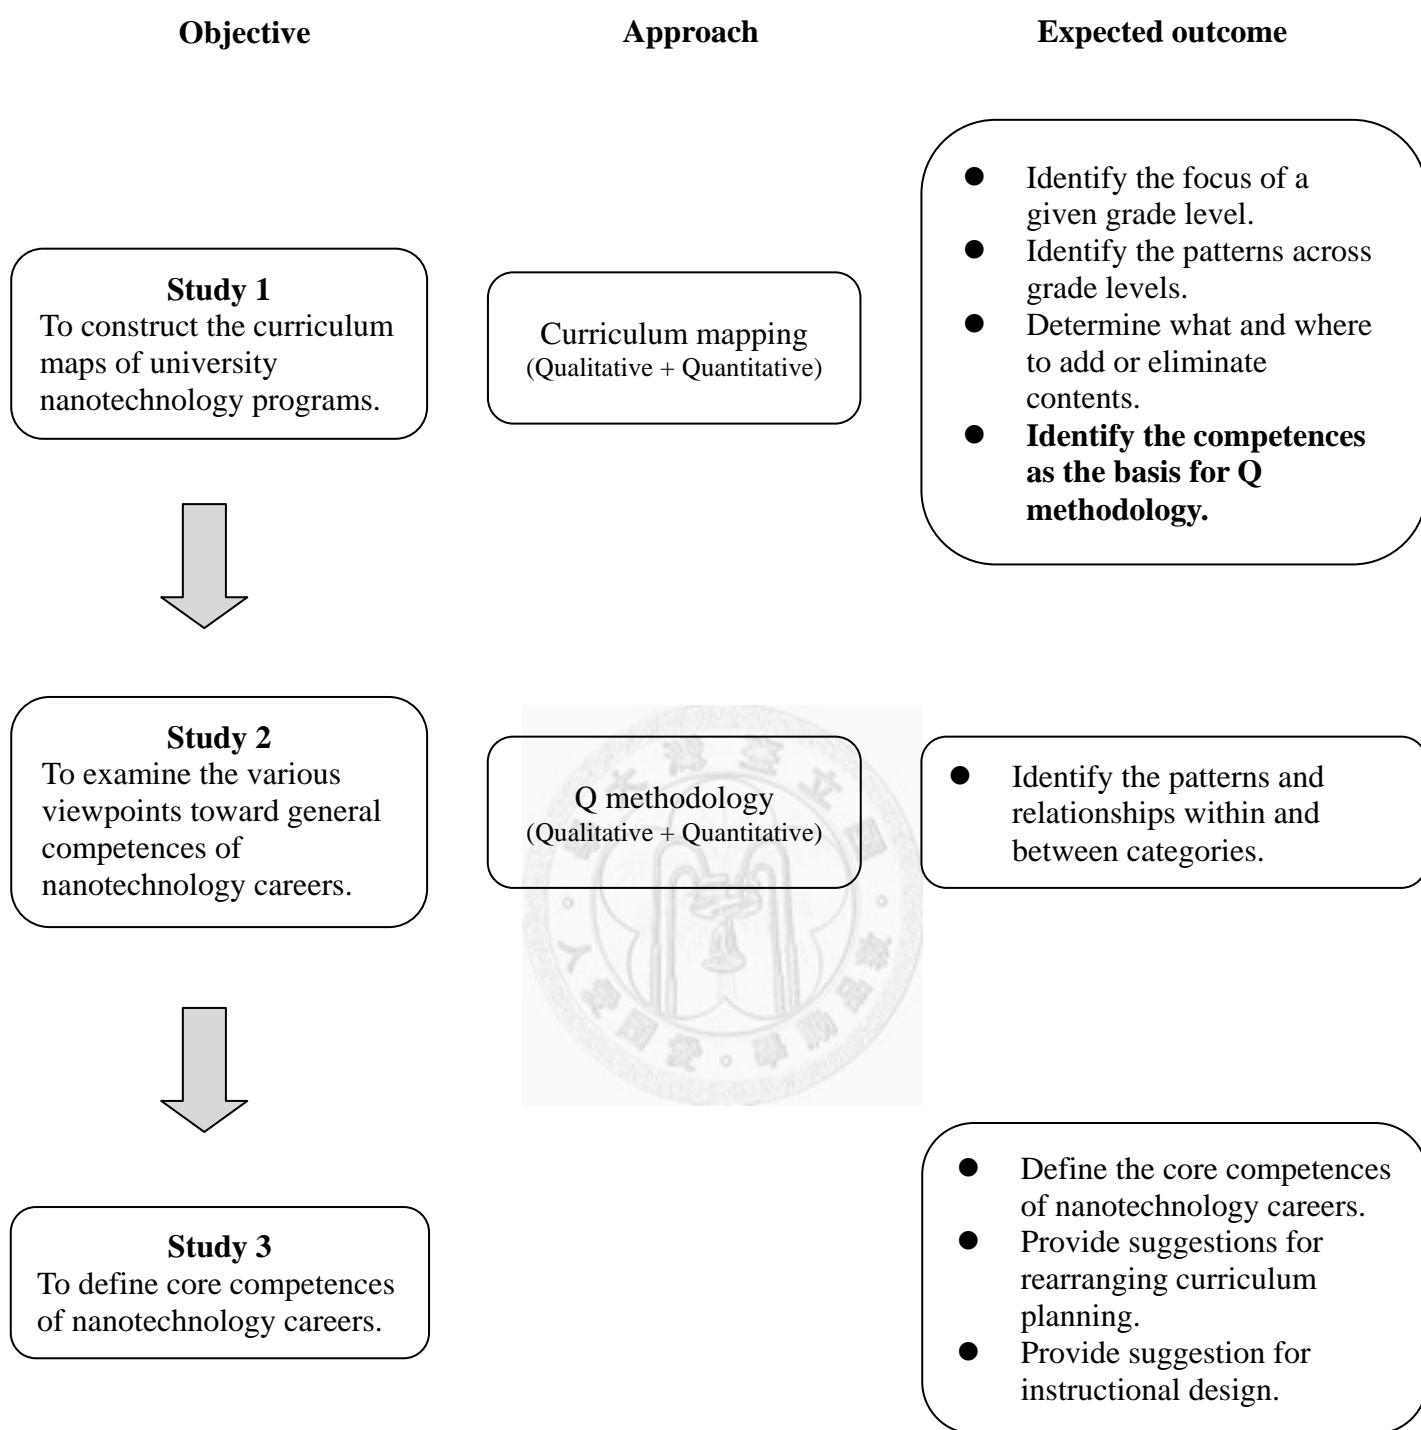 Objective
Approach
Expected outcome
Study 1
To construct the curriculum
maps of university
nanotechnology programs.
Curriculum mapping
(Qualitative + Quantitative)
● Identify the focus of a
given grade level.
● Identify the patterns across
grade levels.
● Determine what and where
to add or eliminate
contents.
● Identify the competences
as the basis for Q
methodology.
Study 2
To examine the various
viewpoints toward general
competences of
nanotechnology careers.
Q methodology
(Qualitative + Quantitative)
● Identify the patterns and
relationships within and
between categories.
Study 3
To define core competences
of nanotechnology careers.
● Define the core competences
of nanotechnology careers.
● Provide suggestions for
rearranging curriculum
planning.
● Provide suggestion for
instructional design.